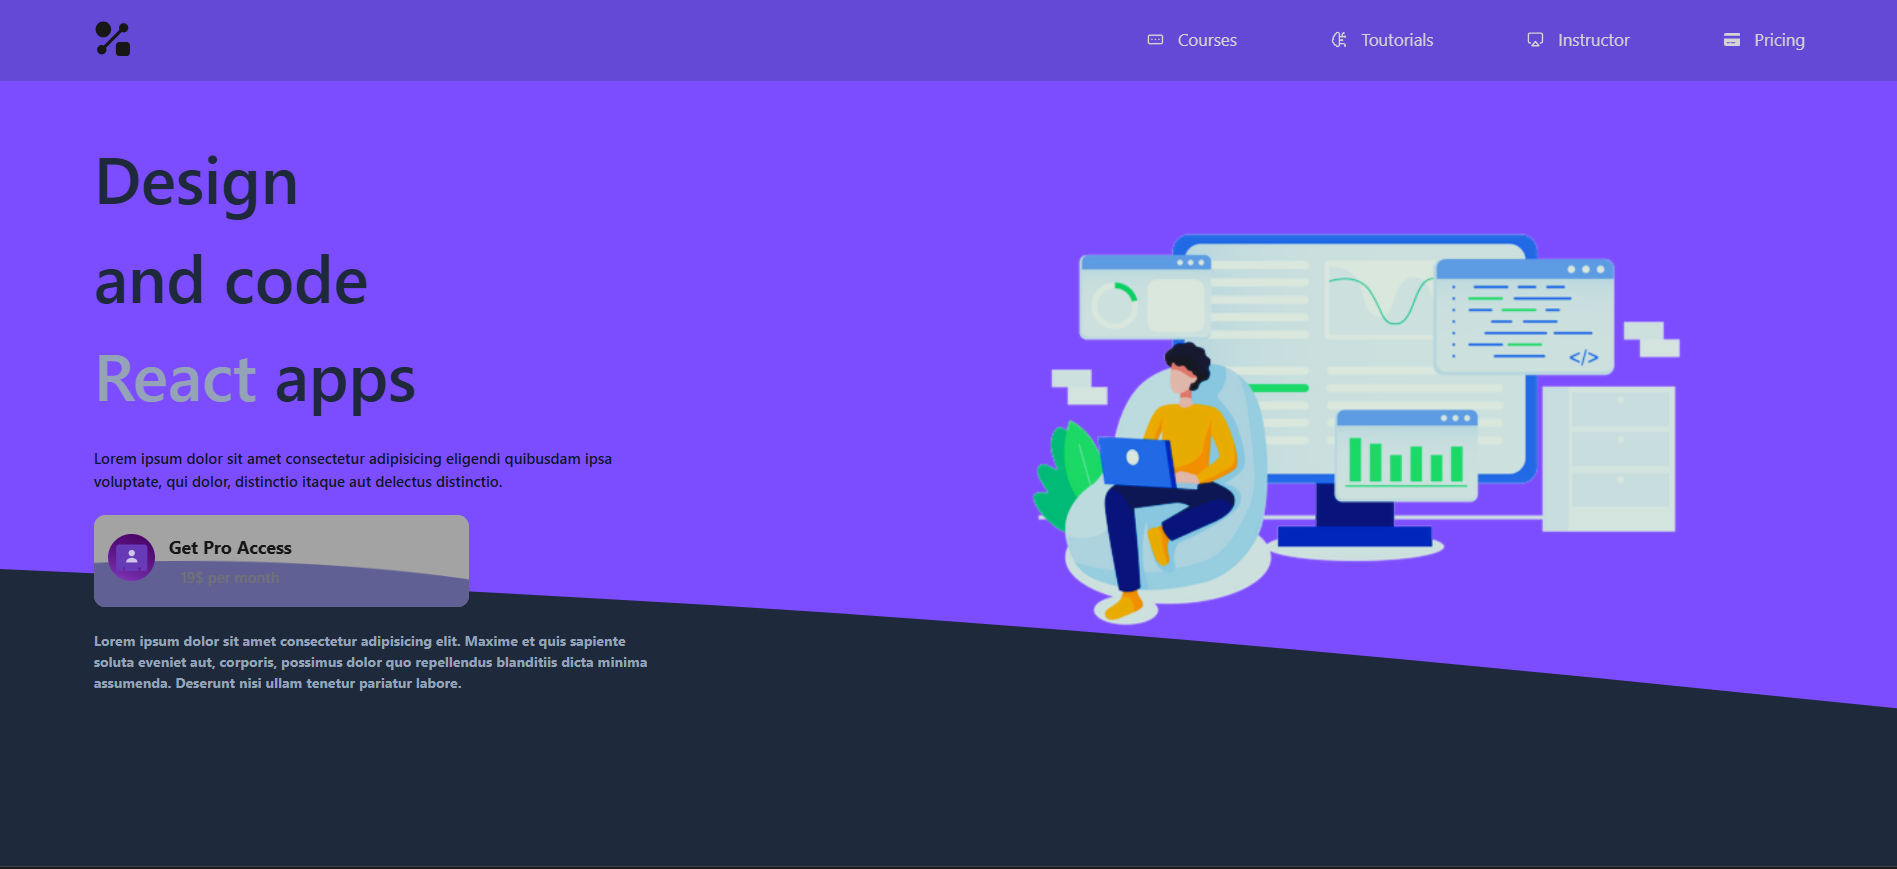 Courses
Toutorials
Instructor
Pricing
Design
and code
React apps
Lorem ipsum dolor sit amet consectetur adipisicing eligendi quibusdam ipsa
voluptate, qui dolor, distinctio itaque aut delectus distinctio.
Get Pro Access
19$ per month
Lorem ipsum dolor sit amet consectetur adipisicing elit. Maxime et quis sapiente
soluta eveniet aut, corporis, possimus dolor quo repellendus blanditiis dicta minima
assumenda. Deserunt nisi ullam tenetur pariatur labore.
</>